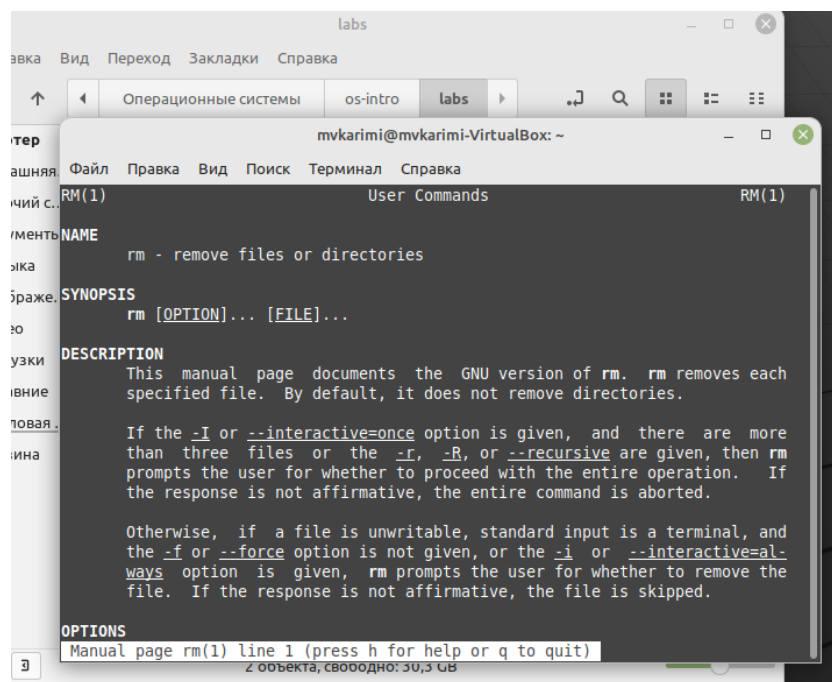 labs
Вид Переход Закладки Справка
Операционные системы os-intro labs
mvkarimi@mvkarimi-VirtualBox: ~
Файл Правка Вид Поиск Терминал Справка
RM(1) User Commands RM(1)
NAME
rm - remove files or directories
SYNOPSIS
rm [OPTION]... [FILE]...
DESCRIPTION
This manual page documents the GNU version of rm. rm removes each
specified file. By default, it does not remove directories.
If the -I or --interactive=once option is given, and there are more
than three files or the -r, -R, or --recursive are given, then rm
prompts the user for whether to proceed with the entire operation. If
the response is not affirmative, the entire command is aborted.
Otherwise, if a file is unwritable, standard input is a terminal, and
the -f or --force option is not given, or the -i or --interactive=al-
ways option is given, rm prompts the user for whether to remove the
file. If the response is not affirmative, the file is skipped.
OPTIONS
Manual page rm(1) line 1 (press h for help or q to quit)
2 объекта, свободно: 30,3 GB